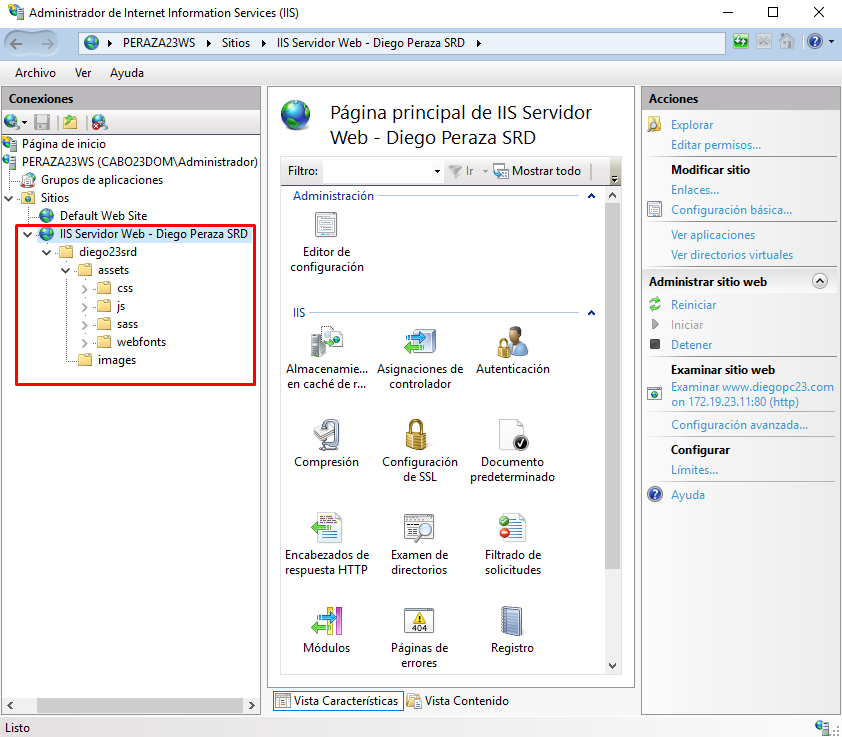 Administrador de Internet Information Services (IIS)
PERAZA23WS
Sitios
IIS Servidor Web - Diego Peraza SRD
Archivo
Ver
Ayuda
Conexiones
Página de inicio
PERAZA23WS (CABO23DOM\Administrador)
Grupos de aplicaciones
Sitios
Default Web Site
IIS Servidor Web - Diego Peraza SRD
diego23srd
assets
css
js
sass
webfonts
images
Página principal de IIS Servidor
Web - Diego Peraza SRD
Filtro:
Ir
Mostrar todo
Administración
Editor de
configuración
IIS
Almacenamie...
en caché de r...
Asignaciones de
controlador
Autenticación
Compresión
Configuración
de SSL
Documento
predeterminado
Encabezados de
respuesta HTTP
Examen de
directorios
Filtrado de
solicitudes
Módulos
404
Páginas de
errores
Registro
Vista Características
Vista Contenido
Acciones
Explorar
Editar permisos...
Modificar sitio
Enlaces...
Configuración básica...
Ver aplicaciones
Ver directorios virtuales
Administrar sitio web
Reiniciar
Iniciar
Detener
Examinar sitio web
Examinar www.diegopc23.com
on 172.19.23.11:80 (http)
Configuración avanzada...
Configurar
Límites...
Ayuda
Listo